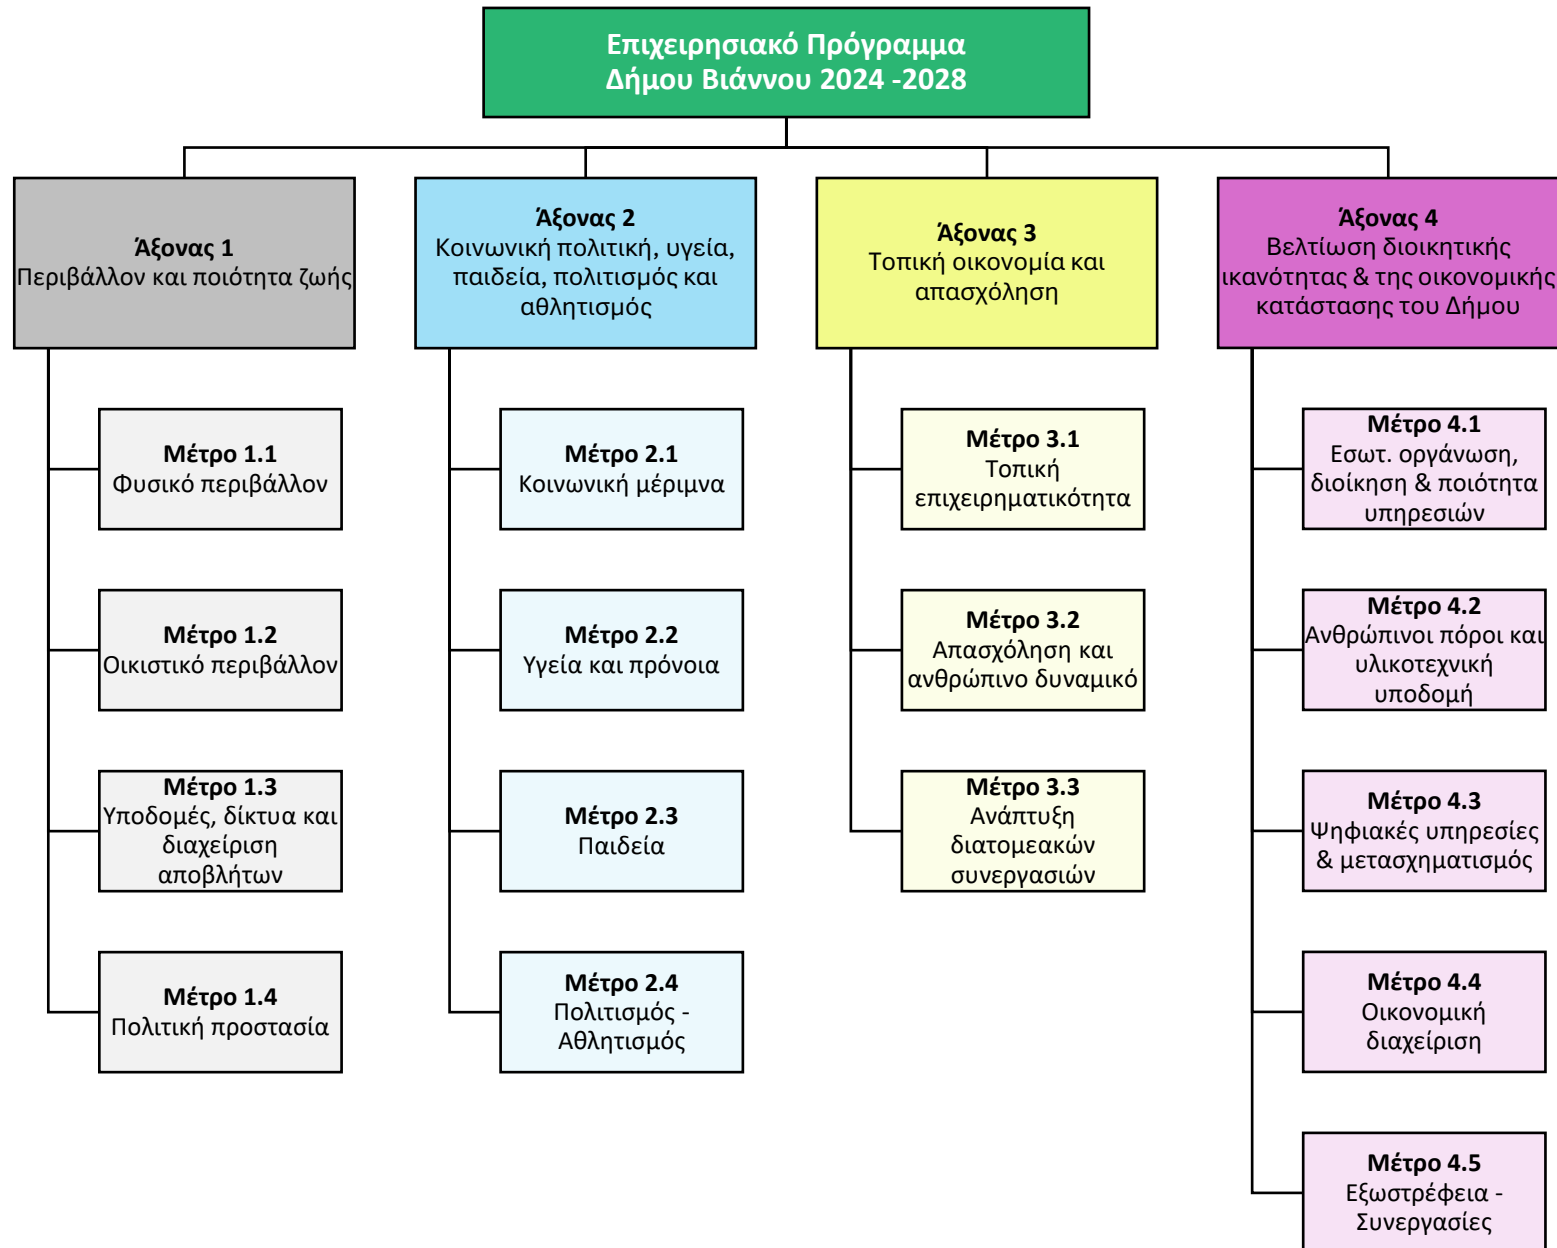 Επιχειρησιακό Πρόγραμμα
Δήμου Βιάννου 2024 -2028
Άξονας 1
Περιβάλλον και ποιότητα ζωής
Άξονας 2
Κοινωνική πολιτική, υγεία,
παιδεία, πολιτισμός και
αθλητισμός
Άξονας 3
Τοπική οικονομία και
απασχόληση
Άξονας 4
Βελτίωση διοικητικής
ικανότητας & της οικονομικής
κατάστασης του Δήμου
Μέτρο 1.1
Φυσικό περιβάλλον
Μέτρο 1.2
Οικιστικό περιβάλλον
Μέτρο 1.3
Υποδομές, δίκτυα και
διαχείριση
αποβλήτων
Μέτρο 1.4
Πολιτική προστασία
Μέτρο 2.1
Κοινωνική μέριμνα
Μέτρο 2.2
Υγεία και πρόνοια
Μέτρο 2.3
Παιδεία
Μέτρο 2.4
Πολιτισμός -
Αθλητισμός
Μέτρο 3.1
Τοπική
επιχειρηματικότητα
Μέτρο 3.2
Απασχόληση και
ανθρώπινο δυναμικό
Μέτρο 3.3
Ανάπτυξη
διατομεακών
συνεργασιών
Μέτρο 4.1
Εσωτ. οργάνωση,
διοίκηση & ποιότητα
υπηρεσιών
Μέτρο 4.2
Ανθρώπινοι πόροι και
υλικοτεχνική
υποδομή
Μέτρο 4.3
Ψηφιακές υπηρεσίες
& μετασχηματισμός
Μέτρο 4.4
Οικονομική
διαχείριση
Μέτρο 4.5
Εξωστρέφεια -
Συνεργασίες